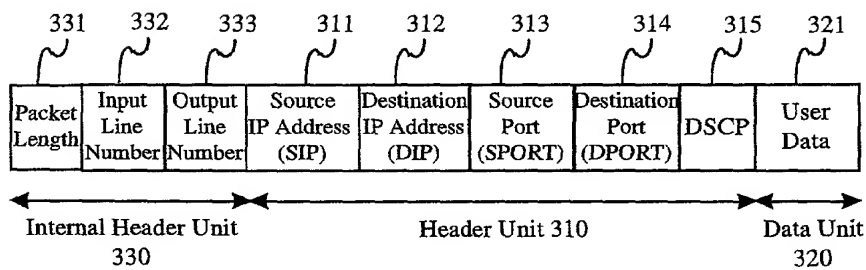 331 332 333 311 312 313 314 315 321
Packet Length
Input Line Number
Output Line Number
Source IP Address (SIP)
Destination IP Address (DIP)
Source Port (SPORT)
Destination Port (DPORT)
DSCP
User Data
Internal Header Unit 330
Header Unit 310
Data Unit 320